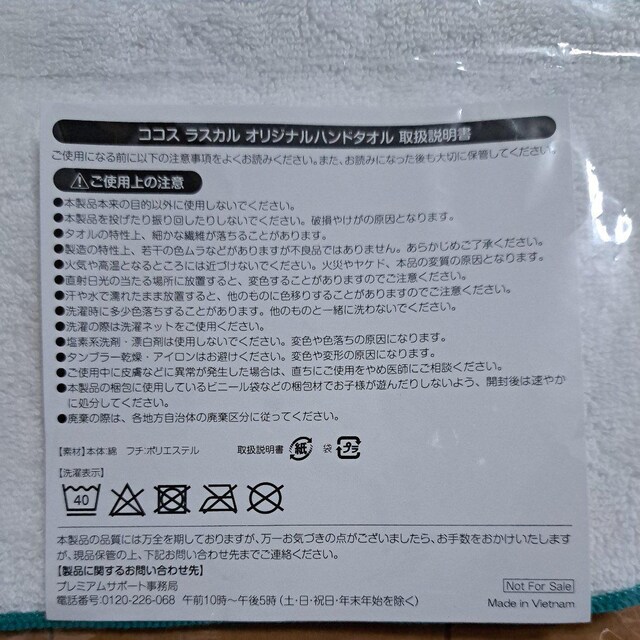 ココス ラスカル オリジナルハンドタオル 取扱説明書
ご使用になる前に以下の注意事項をよくお読みください。また、お読みになった後も大切に保管してください。
ご使用上の注意
●本製品本来の目的以外に使用しないでください。
●本製品を投げたり振り回したりしないでください。破損やけがの原因となります。
●タオルの特性上、細かな繊維が落ちることがあります。
●製造の特性上、若干の色ムラなどがありますが不良品ではありません。あらかじめご了承ください。
●火気や高温となるところには近づけないでください。火災やヤケド、本品の変質の原因となります。
●直射日光の当たる場所に放置すると、変色することがありますのでご注意ください。
●汗や水で濡れたまま放置すると、他のものに色移りすることがありますのでご注意ください。
●洗濯時に多少色落ちすることがあります。他のものと一緒に洗わないでください。
●洗濯の際は洗濯ネットをご使用ください。
●塩素系洗剤・漂白剤は使用しないでください。変色や色落ちの原因になります。
●タンブラー乾燥・アイロンはお避けください。変色や変形の原因になります。
●ご使用中に皮膚などに異常が発生した場合は、直ちにご使用をやめ医師にご相談ください。
●本製品の梱包に使用しているビニール袋などの梱包材でお子様が遊んだりしないよう、開封後は速やか
に処分してください。
●廃棄の際は、各地方自治体の廃棄区分に従ってください。
【素材】本体:綿 フチ:ポリエステル 取扱説明書 紙 袋 プラ
【洗濯表示】
40
本製品の品質には万全を期しておりますが、万一お気づきの点がございましたら、お手数をおかけいたします
が、現品保管の上、下記お問い合わせ先までご連絡ください。
【製品に関するお問い合わせ先】
プレミアムサポート事務局
電話番号:0120-226-068 午前10時〜午後5時(土・日・祝日・年末年始を除く)
Not For Sale
Made in Vietnam